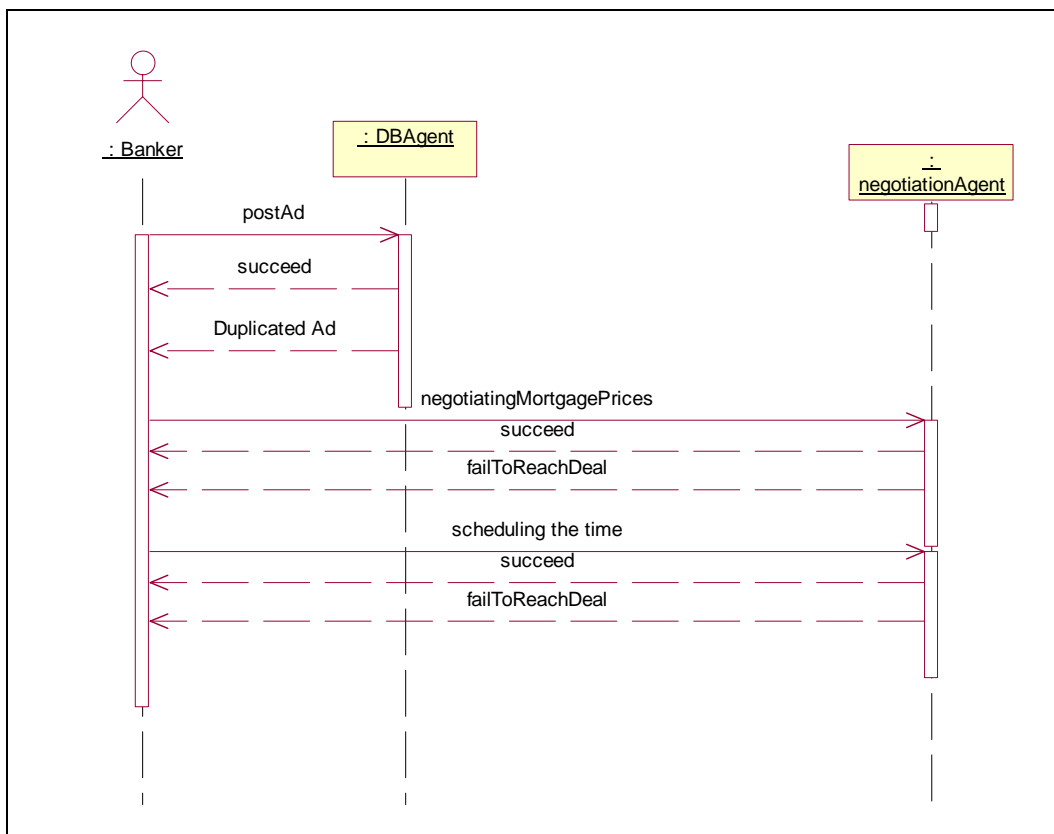 : Banker
: DBAgent
:
negotiationAgent
postAd
succeed
Duplicated Ad
negotiatingMortgagePrices
succeed
failToReachDeal
scheduling the time
succeed
failToReachDeal